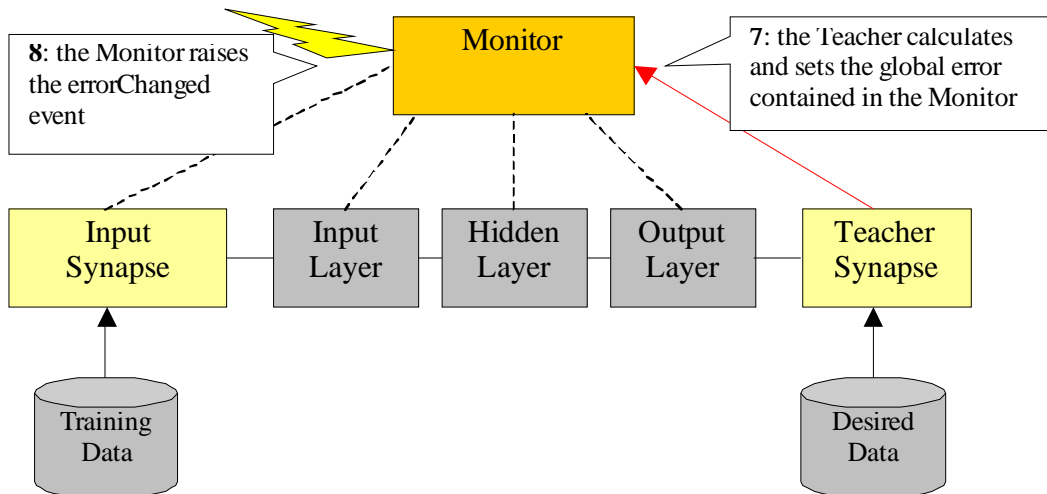 8: the Monitor raises
the errorChanged
event
Monitor
7: the Teacher calculates
and sets the global error
contained in the Monitor
Input
Synapse
Input
Layer
Hidden
Layer
Output
Layer
Teacher
Synapse
Training
Data
Desired
Data